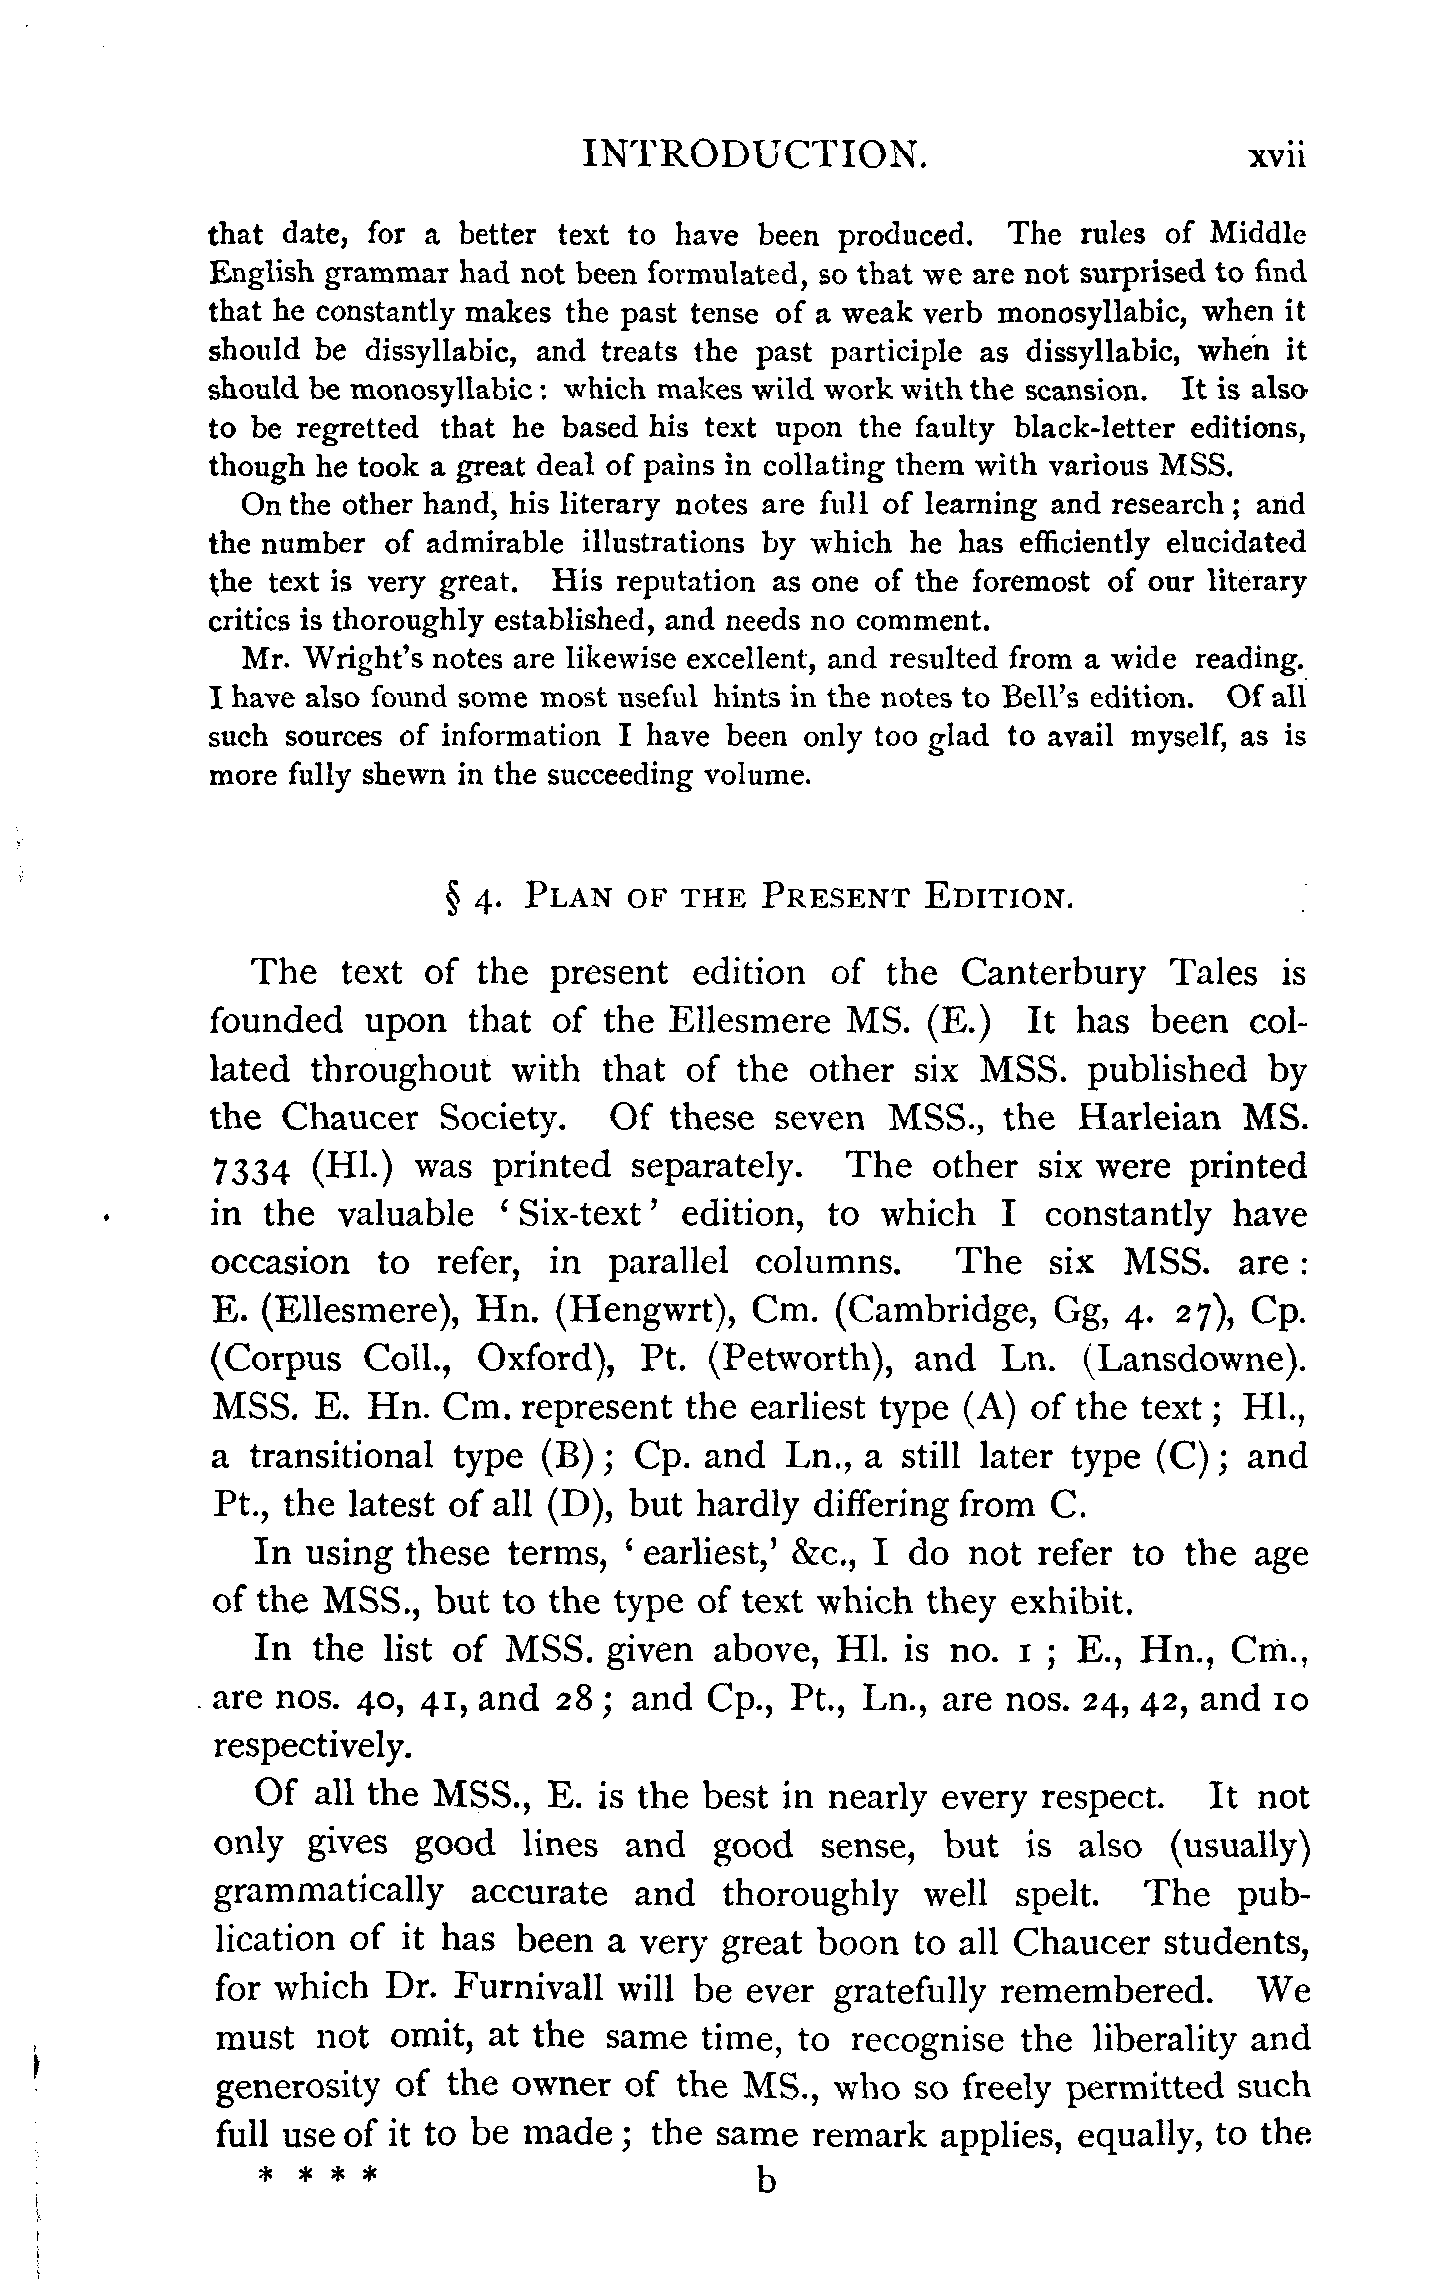 INTRODUCTION. xvii
that date, for a better text to have been produced. The rules of Middle
English grammar had not been formulated, so that we are not surprised to find
that he constantly makes the past tense of a weak verb monosyllabic, when it
should be dissyllabic, and treats the past participle as dissyllabic, when it
should be monosyllabic: which makes wild work with the scansion. It is also
to be regretted that he based his text upon the faulty black-letter editions,
though he took a great deal of pains in collating them with various MSS.
On the other hand, his literary notes are full of learning and research; and
the number of admirable illustrations by which he has efficiently elucidated
the text is very great. His reputation as one of the foremost of our literary
critics is thoroughly established, and needs no comment.
Mr. Wright's notes are likewise excellent, and resulted from a wide reading.
I have also found some most useful hints in the notes to Bell's edition. Of all
such sources of information I have been only too glad to avail myself, as is
more fully shewn in the succeeding volume.
§ 4. PLAN OF THE PRESENT EDITION.
The text of the present edition of the Canterbury Tales is
founded upon that of the Ellesmere MS. (E.) It has been col-
lated throughout with that of the other six MSS. published by
the Chaucer Society. Of these seven MSS., the Harleian MS.
7334 (Hl.) was printed separately. The other six were printed
in the valuable 'Six-text' edition, to which I constantly have
occasion to refer, in parallel columns. The six MSS. are:
E. (Ellesmere), Hn. (Hengwrt), Cm. (Cambridge, Gg, 4. 27), Cp.
(Corpus Coll., Oxford), Pt. (Petworth), and Ln. (Lansdowne).
MSS. E. Hn. Cm. represent the earliest type (A) of the text; Hl.,
a transitional type (B); Cp. and Ln., a still later type (C); and
Pt., the latest of all (D), but hardly differing from C.
In using these terms, 'earliest,' &c., I do not refer to the age
of the MSS., but to the type of text which they exhibit.
In the list of MSS. given above, Hl. is no. 1; E., Hn., Cm.,
are nos. 40, 41, and 28; and Cp., Pt., Ln., are nos. 24, 42, and 10
respectively.
Of all the MSS., E. is the best in nearly every respect. It not
only gives good lines and good sense, but is also (usually)
grammatically accurate and thoroughly well spelt. The pub-
lication of it has been a very great boon to all Chaucer students,
for which Dr. Furnivall will be ever gratefully remembered. We
must not omit, at the same time, to recognise the liberality and
generosity of the owner of the MS., who so freely permitted such
full use of it to be made; the same remark applies, equally, to the
* * * * b